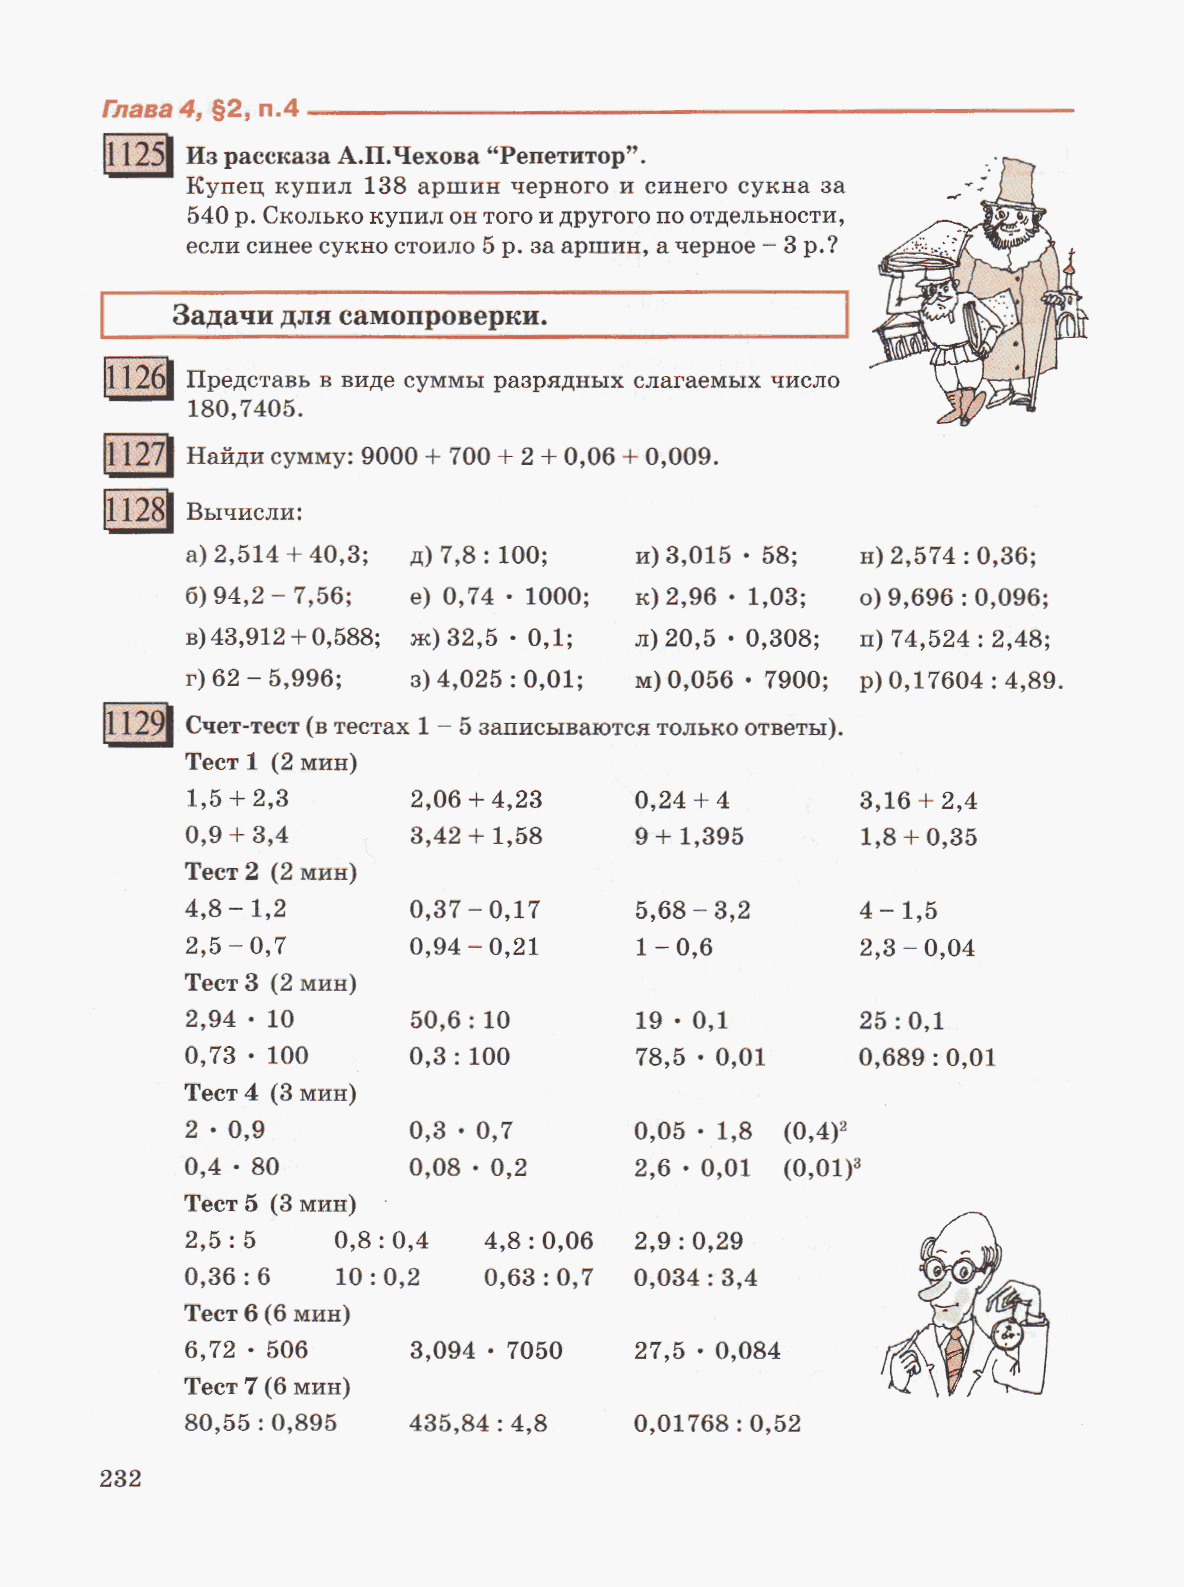 Глава 4, §2, п.4
1125 Из рассказа А.П.Чехова “Репетитор”.
Купец купил 138 аршин черного и синего сукна за
540 р. Сколько купил он того и другого по отдельности,
если синее сукно стоило 5 р. за аршин, а черное – 3 р.?
Задачи для самопроверки.
1126 Представь в виде суммы разрядных слагаемых число
180,7405.
1127 Найди сумму: 9000 + 700 + 2 + 0,06 + 0,009.
1128 Вычисли:
а) 2,514 + 40,3; д) 7,8 : 100; и) 3,015 · 58; н) 2,574 : 0,36;
б) 94,2 – 7,56; е) 0,74 · 1000; к) 2,96 · 1,03; о) 9,696 : 0,096;
в) 43,912 + 0,588; ж) 32,5 · 0,1; л) 20,5 · 0,308; п) 74,524 : 2,48;
г) 62 – 5,996; з) 4,025 : 0,01; м) 0,056 · 7900; р) 0,17604 : 4,89.
1129 Счет-тест (в тестах 1 – 5 записываются только ответы).
Тест 1 (2 мин)
1,5 + 2,3 2,06 + 4,23 0,24 + 4 3,16 + 2,4
0,9 + 3,4 3,42 + 1,58 9 + 1,395 1,8 + 0,35
Тест 2 (2 мин)
4,8 – 1,2 0,37 – 0,17 5,68 – 3,2 4 – 1,5
2,5 – 0,7 0,94 – 0,21 1 – 0,6 2,3 – 0,04
Тест 3 (2 мин)
2,94 · 10 50,6 : 10 19 · 0,1 25 : 0,1
0,73 · 100 0,3 : 100 78,5 · 0,01 0,689 : 0,01
Тест 4 (3 мин)
2 · 0,9 0,3 · 0,7 0,05 · 1,8 (0,4)²
0,4 · 80 0,08 · 0,2 2,6 · 0,01 (0,01)³
Тест 5 (3 мин)
2,5 : 5 0,8 : 0,4 4,8 : 0,06 2,9 : 0,29
0,36 : 6 10 : 0,2 0,63 : 0,7 0,034 : 3,4
Тест 6 (6 мин)
6,72 · 506 3,094 · 7050 27,5 · 0,084
Тест 7 (6 мин)
80,55 : 0,895 435,84 : 4,8 0,01768 : 0,52
232